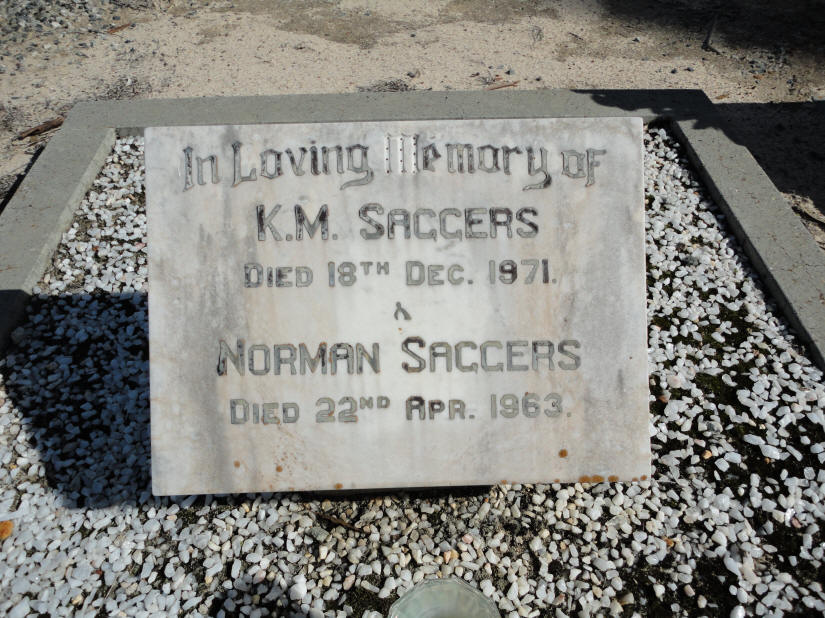 In Loving Memory of
K.M. SAGGERS
DIED 18TH DEC. 1971.
&
NORMAN SAGGERS
DIED 22ND APR. 1963.